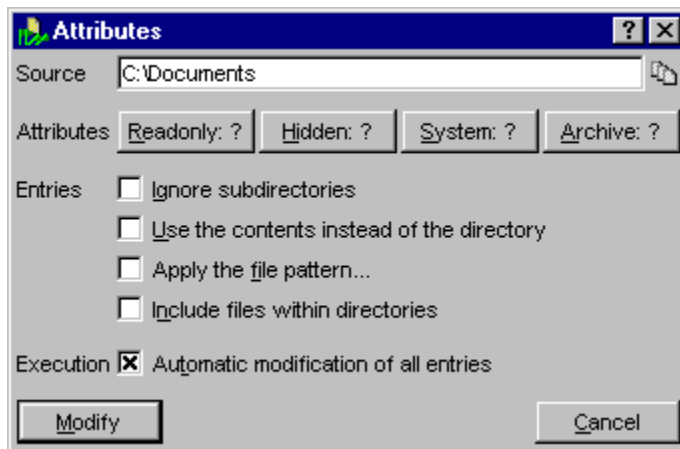 Attributes
Source C:\Documents
Attributes Readonly: ? Hidden: ? System: ? Archive: ?
Entries Ignore subdirectories
Use the contents instead of the directory
Apply the file pattern...
Include files within directories
Execution Automatic modification of all entries
Modify Cancel